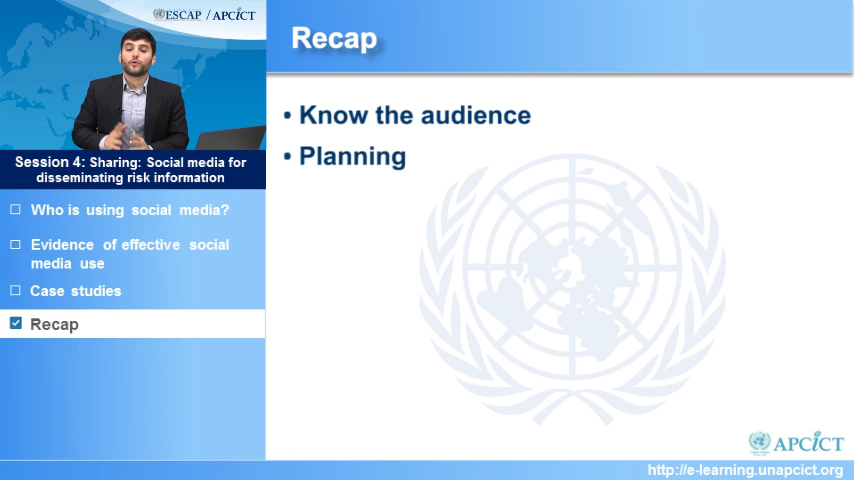 ESCAP / APCICT
Session 4: Sharing: Social media for
disseminating risk information
Who is using social media?
Evidence of effective social
media use
Case studies
Recap
Recap
• Know the audience
• Planning
APCICT
http://e-learning.unapcict.org